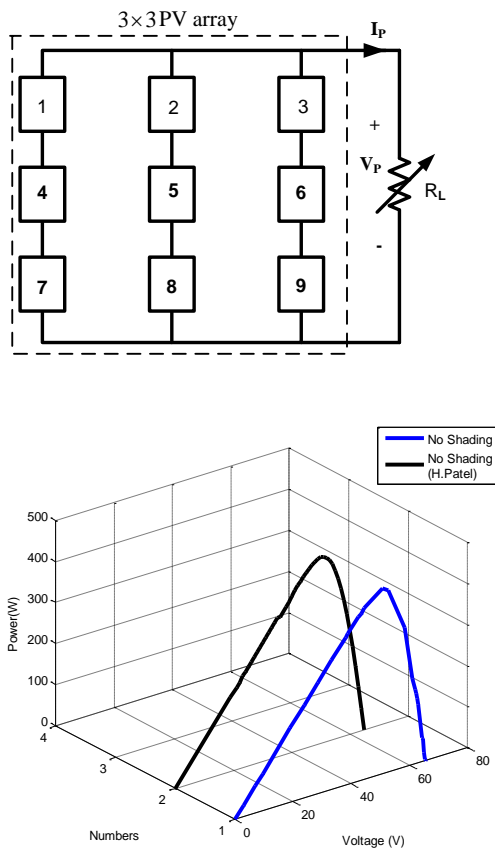 3×3PV array
I_P
1 2 3
+
V_P
4 5 6
R_L
-
7 8 9
No Shading
No Shading
(H.Patel)
500
400
300
200
100
0
Power(W)
4
3
2
1
0
20
40
60
80
Numbers
Voltage (V)